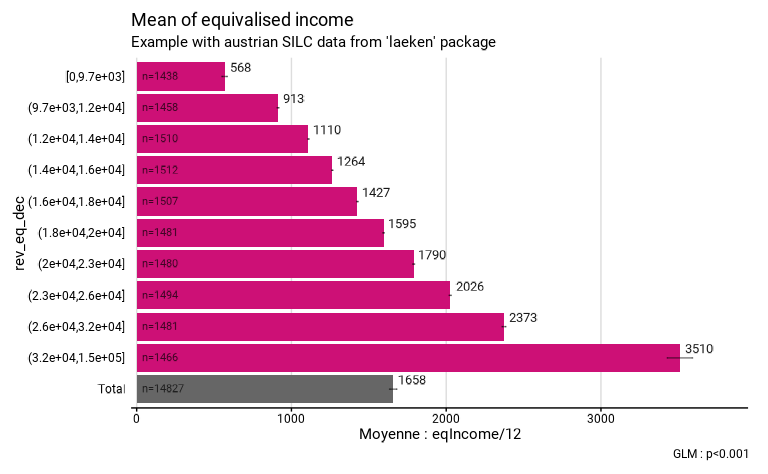 Mean of equivalised income
Example with austrian SILC data from 'laeken' package
rev_eq_dec
[0,9.7e+03] n=1438 568
(9.7e+03,1.2e+04] n=1458 913
(1.2e+04,1.4e+04] n=1510 1110
(1.4e+04,1.6e+04] n=1512 1264
(1.6e+04,1.8e+04] n=1507 1427
(1.8e+04,2e+04] n=1481 1595
(2e+04,2.3e+04] n=1480 1790
(2.3e+04,2.6e+04] n=1494 2026
(2.6e+04,3.2e+04] n=1481 2373
(3.2e+04,1.5e+05] n=1466 3510
Total n=14827 1658
0 1000 2000 3000
Moyenne : eqIncome/12
GLM : p<0.001